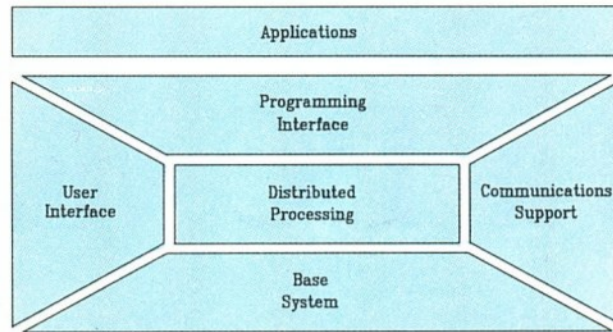 Applications
Programming
Interface
User
Interface
Distributed
Processing
Communications
Support
Base
System